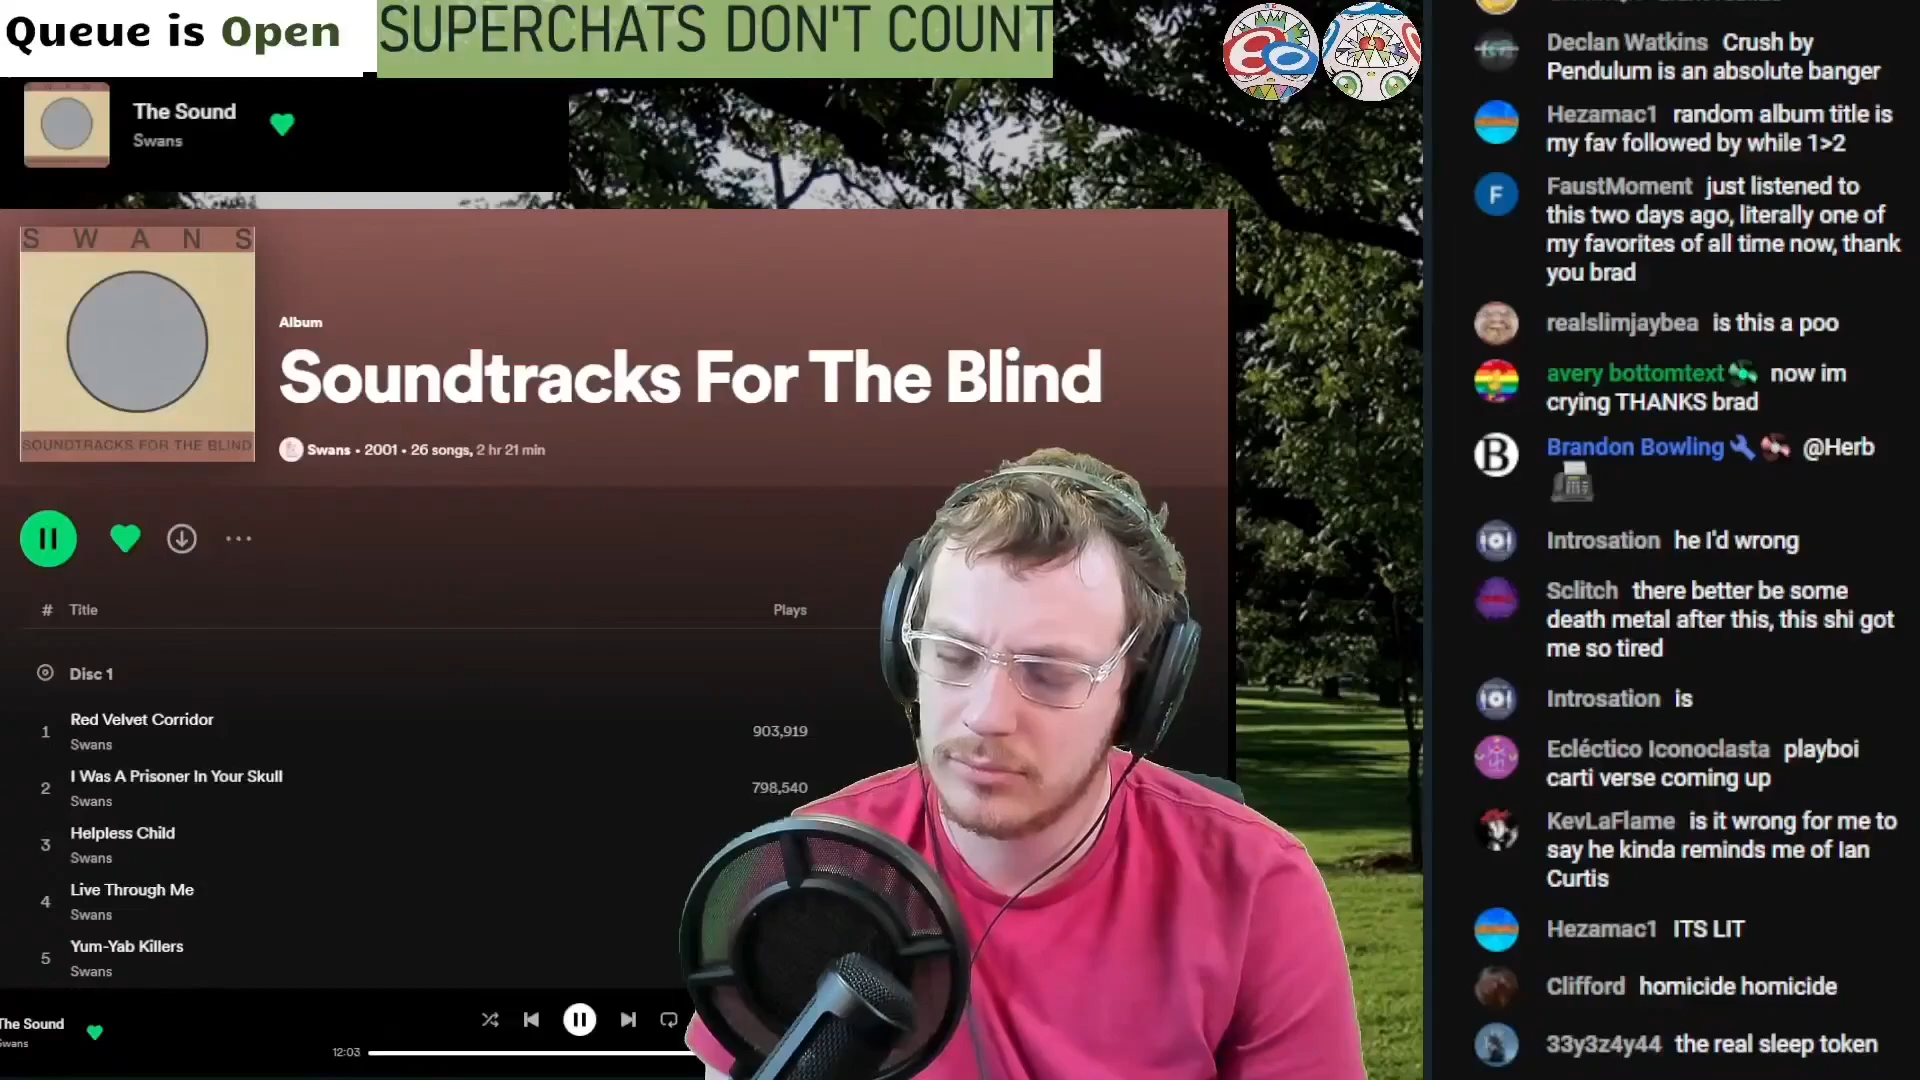 Queue is Open
SUPERCHATS DON'T COUNT
The Sound
Swans
SWANS
SOUNDTRACKS FOR THE BLIND
Album
Soundtracks For The Blind
Swans • 2001 • 26 songs, 2 hr 21 min
# Title Plays
Disc 1
1 Red Velvet Corridor 903,919
Swans
2 I Was A Prisoner In Your Skull 798,540
Swans
3 Helpless Child
Swans
4 Live Through Me
Swans
5 Yum-Yab Killers
Swans
The Sound
Swans
12:03
Declan Watkins Crush by
Pendulum is an absolute banger
Hezamac1 random album title is
my fav followed by while 1>2
F
FaustMoment just listened to
this two days ago, literally one of
my favorites of all time now, thank
you brad
realslimjaybea is this a poo
avery bottomtext now im
crying THANKS brad
B
Brandon Bowling @Herb
Introsation he I'd wrong
Sclitch there better be some
death metal after this, this shi got
me so tired
Introsation is
Ecléctico Iconoclasta playboi
carti verse coming up
KevLaFlame is it wrong for me to
say he kinda reminds me of Ian
Curtis
Hezamac1 ITS LIT
Clifford homicide homicide
33y3z4y44 the real sleep token